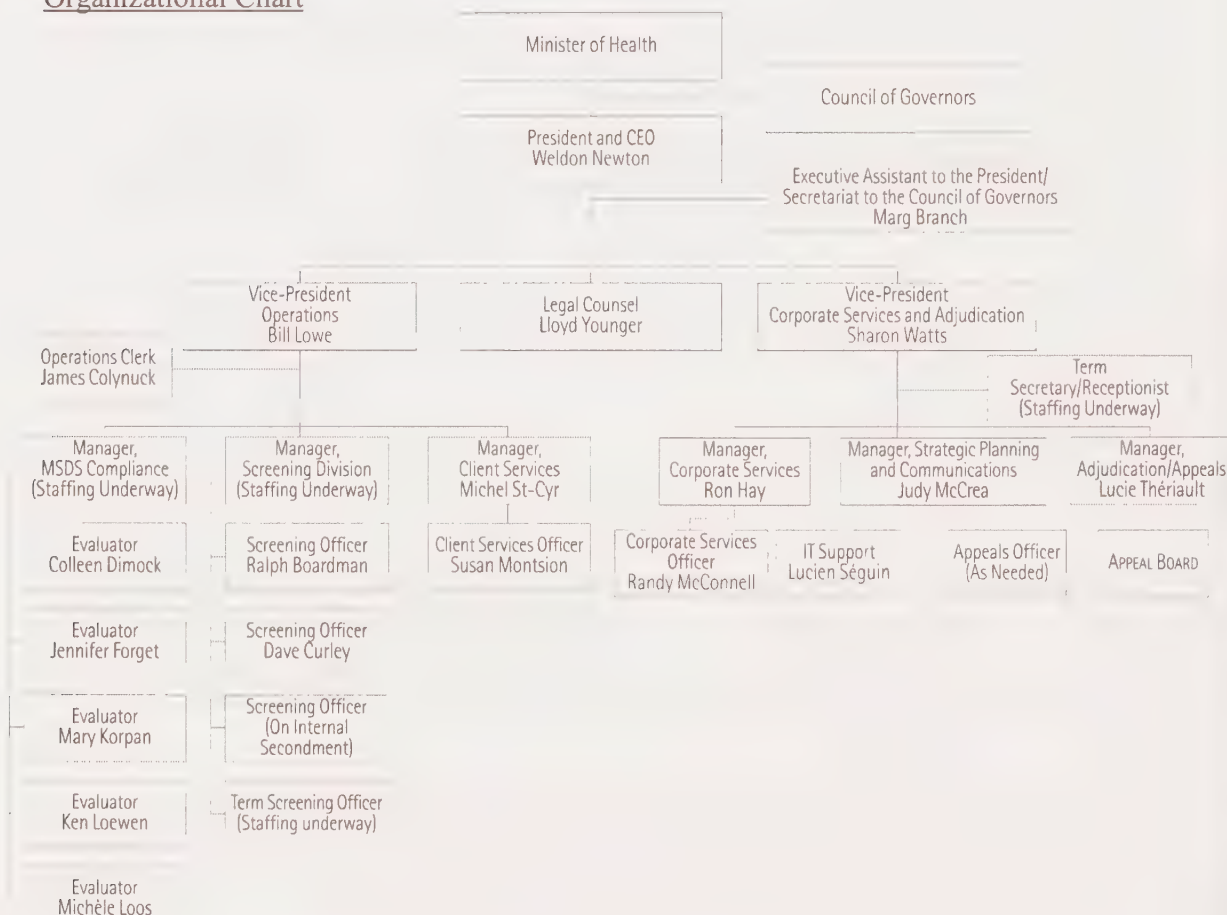 Organizational Chart
Minister of Health
Council of Governors
President and CEO
Weldon Newton
Executive Assistant to the President/
Secretariat to the Council of Governors
Marg Branch
Vice-President
Operations
Bill Lowe
Legal Counsel
Lloyd Younger
Vice-President
Corporate Services and Adjudication
Sharon Watts
Operations Clerk
James Colynuck
Term
Secretary/Receptionist
(Staffing Underway)
Manager,
MSDS Compliance
(Staffing Underway)
Manager,
Screening Division
(Staffing Underway)
Manager,
Client Services
Michel St-Cyr
Manager,
Corporate Services
Ron Hay
Manager, Strategic Planning
and Communications
Judy McCrea
Manager,
Adjudication/Appeals
Lucie Thériault
Evaluator
Colleen Dimock
Screening Officer
Ralph Boardman
Client Services Officer
Susan Montsion
Corporate Services
Officer
Randy McConnell
IT Support
Lucien Séguin
Appeals Officer
(As Needed)
APPEAL BOARD
Evaluator
Jennifer Forget
Screening Officer
Dave Curley
Evaluator
Mary Korpan
Screening Officer
(On Internal
Secondment)
Evaluator
Ken Loewen
Term Screening Officer
(Staffing underway)
Evaluator
Michèle Loos